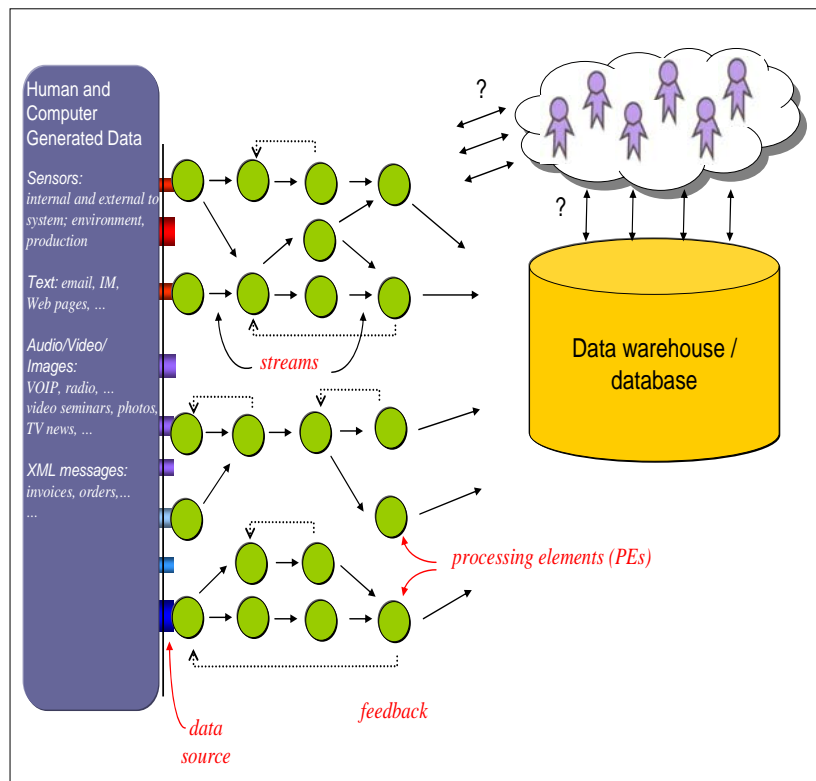 Human and
Computer
Generated Data
Sensors:
internal and external to
system; environment,
production
Text: email, IM,
Web pages, ...
Audio/Video/
Images:
VOIP, radio, ...
video seminars, photos,
TV news, ...
XML messages:
invoices, orders,...
...
?
?
streams
Data warehouse /
database
processing elements (PEs)
feedback
data
source